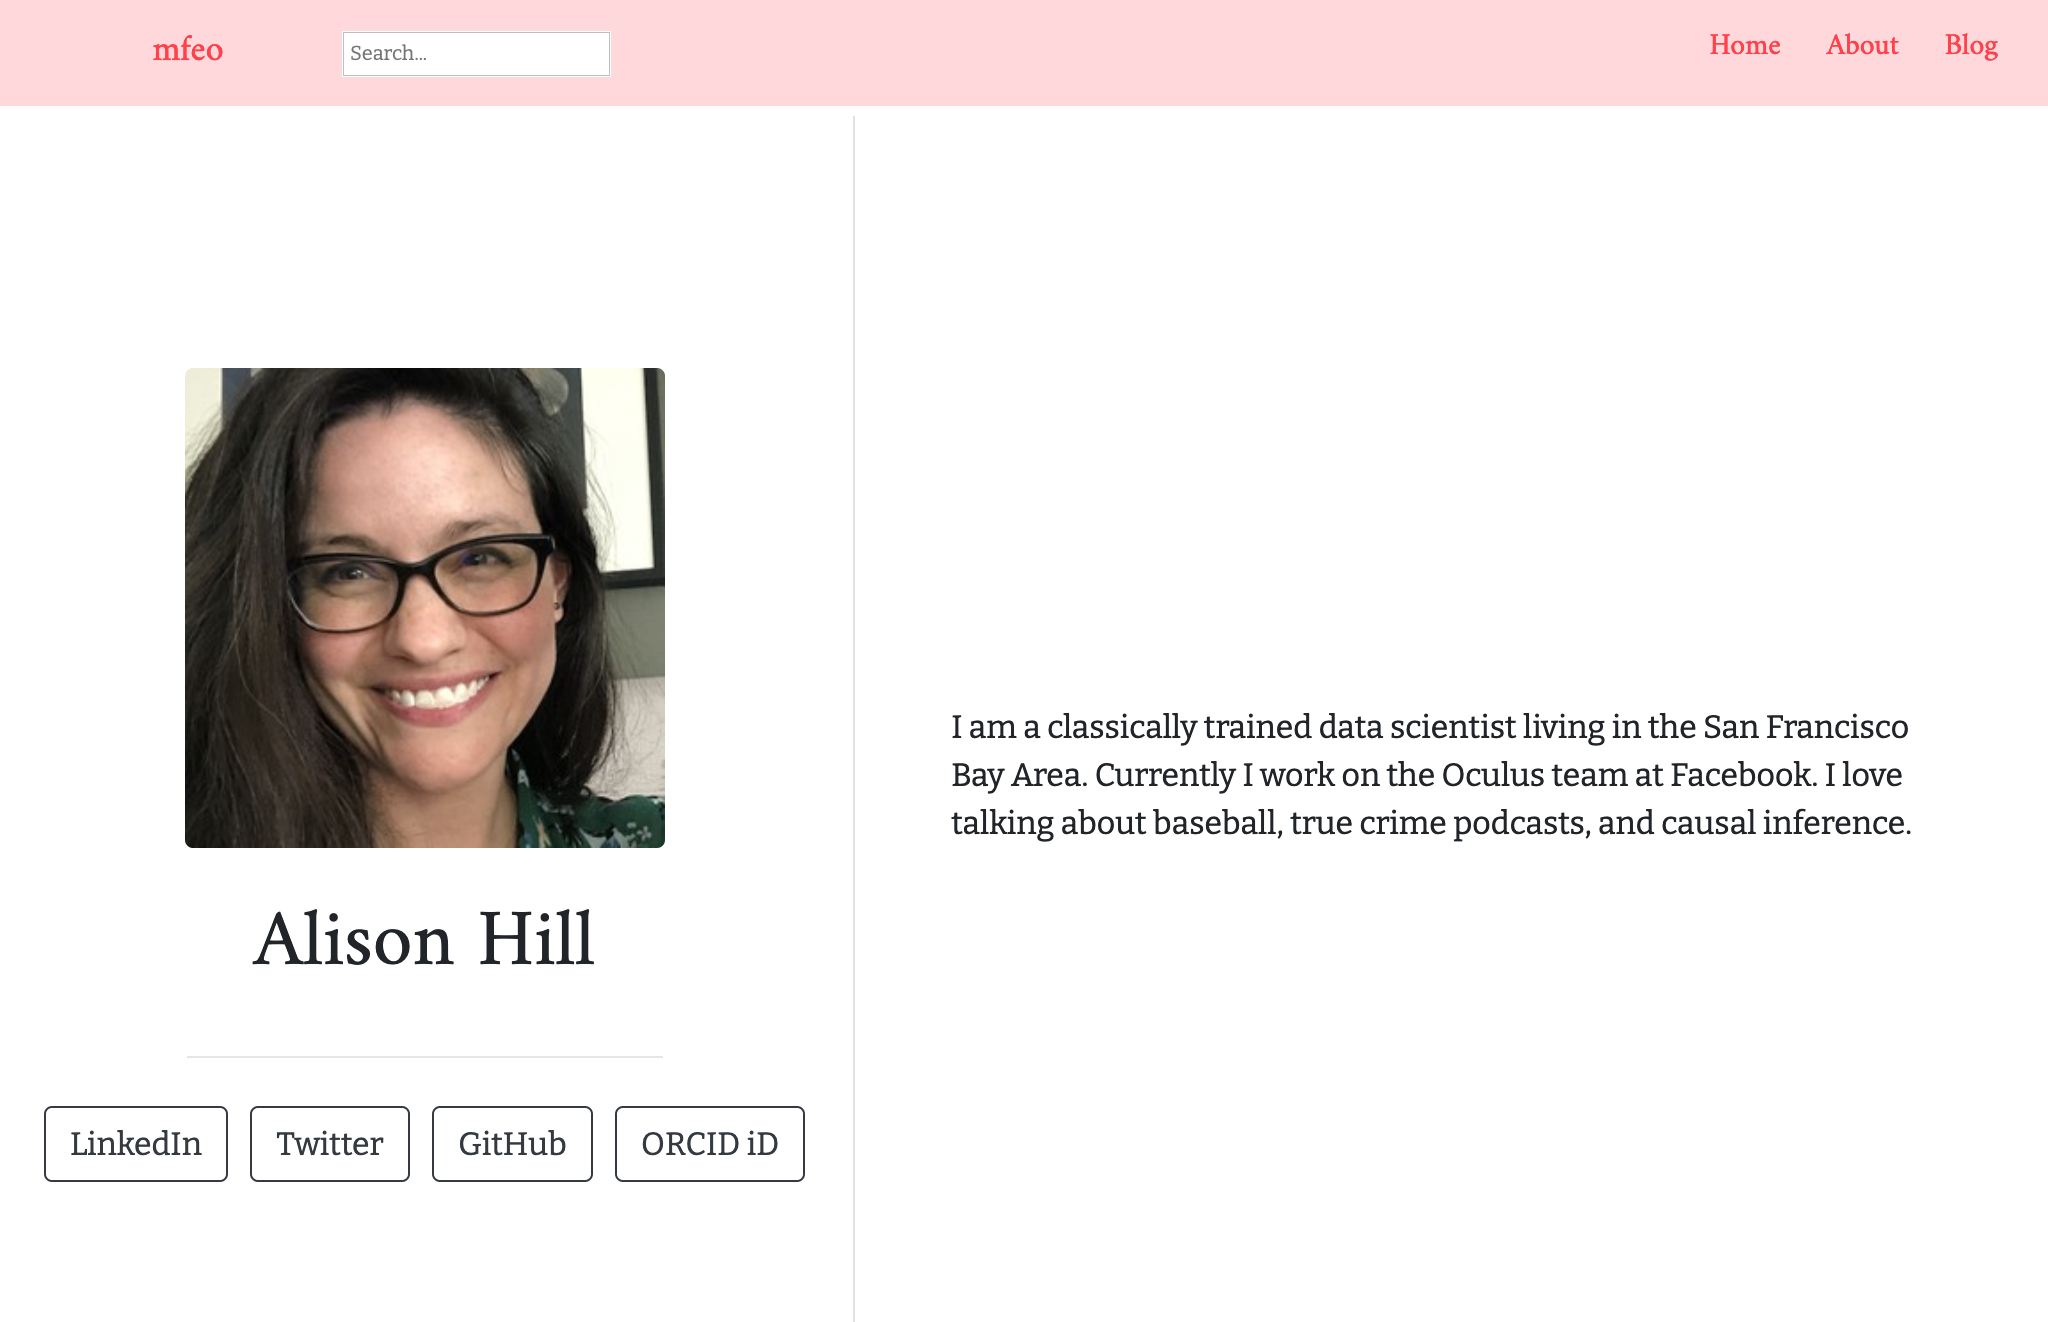 mfeo
Search...
Home
About
Blog
Alison Hill
LinkedIn
Twitter
GitHub
ORCID iD
I am a classically trained data scientist living in the San Francisco
Bay Area. Currently I work on the Oculus team at Facebook. I love
talking about baseball, true crime podcasts, and causal inference.